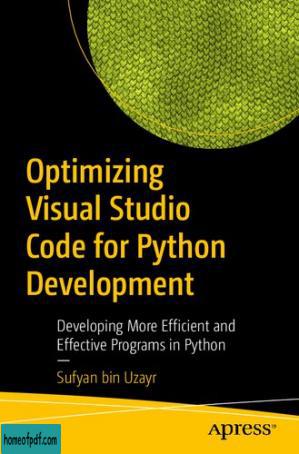 Optimizing
Visual Studio
Code for Python
Development
Developing More Efficient and
Effective Programs in Python
—
Sufyan bin Uzayr
Apress®
homeofpdf.com